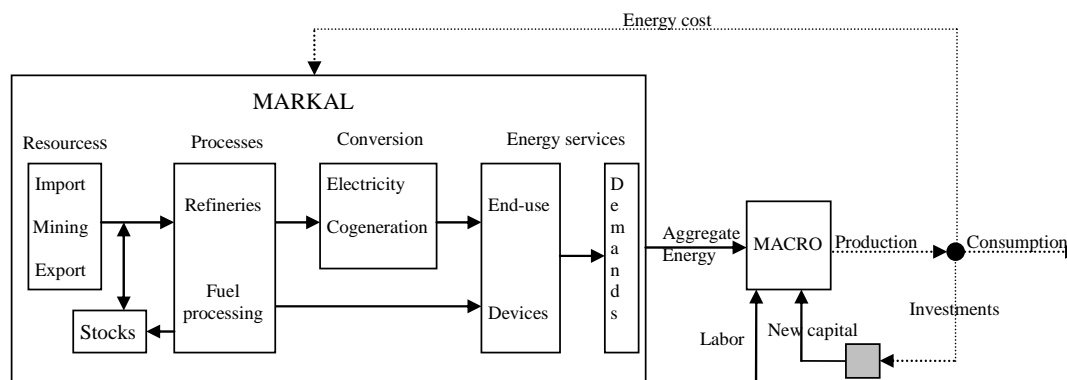 Energy cost
MARKAL
Resourcess
Processes
Conversion
Energy services
Import
Mining
Export
Stocks
Refineries
Fuel
processing
Electricity
Cogeneration
End-use
Devices
Demands
Aggregate
Energy
MACRO
Production
Consumption
Investments
Labor
New capital